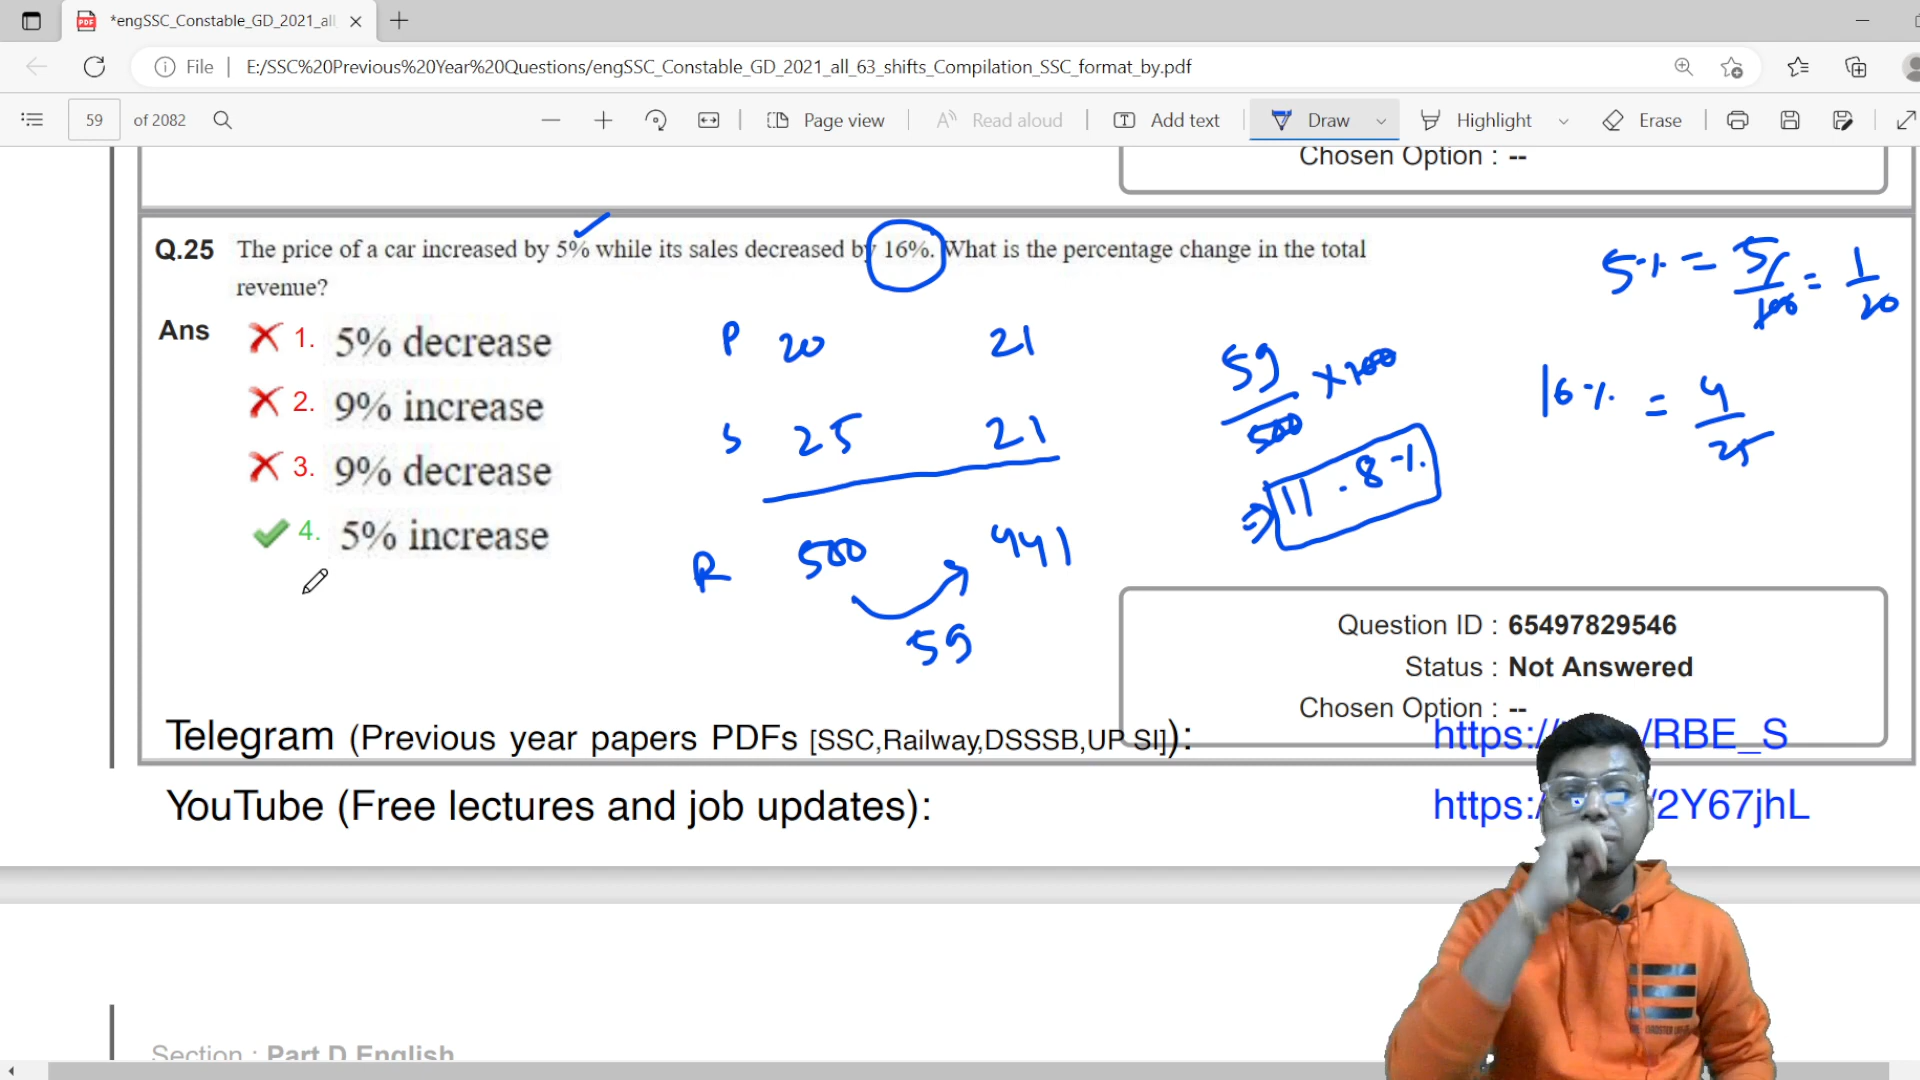 *engSSC_Constable_GD_2021_all
File | E:/SSC%20Previous%20Year%20Questions/engSSC_Constable_GD_2021_all_63_shifts_Compilation_SSC_format_by.pdf
59 of 2082 Page view Read aloud Add text Draw Highlight Erase
Chosen Option : --
Q.25 The price of a car increased by 5% while its sales decreased by 16%. What is the percentage change in the total
revenue?
Ans 1. 5% decrease
2. 9% increase
3. 9% decrease
4. 5% increase
P 20 21
S 25 21
R 500 441
59
59/500 × 100
⇒ 11.8%
5% = 5/100 = 1/20
16% = 4/25
Question ID : 65497829546
Status : Not Answered
Chosen Option : --
Telegram (Previous year papers PDFs [SSC,Railway,DSSSB,UP SI]): https:/ /RBE_S
YouTube (Free lectures and job updates): https:/ /2Y67jhL
Section : Part D English